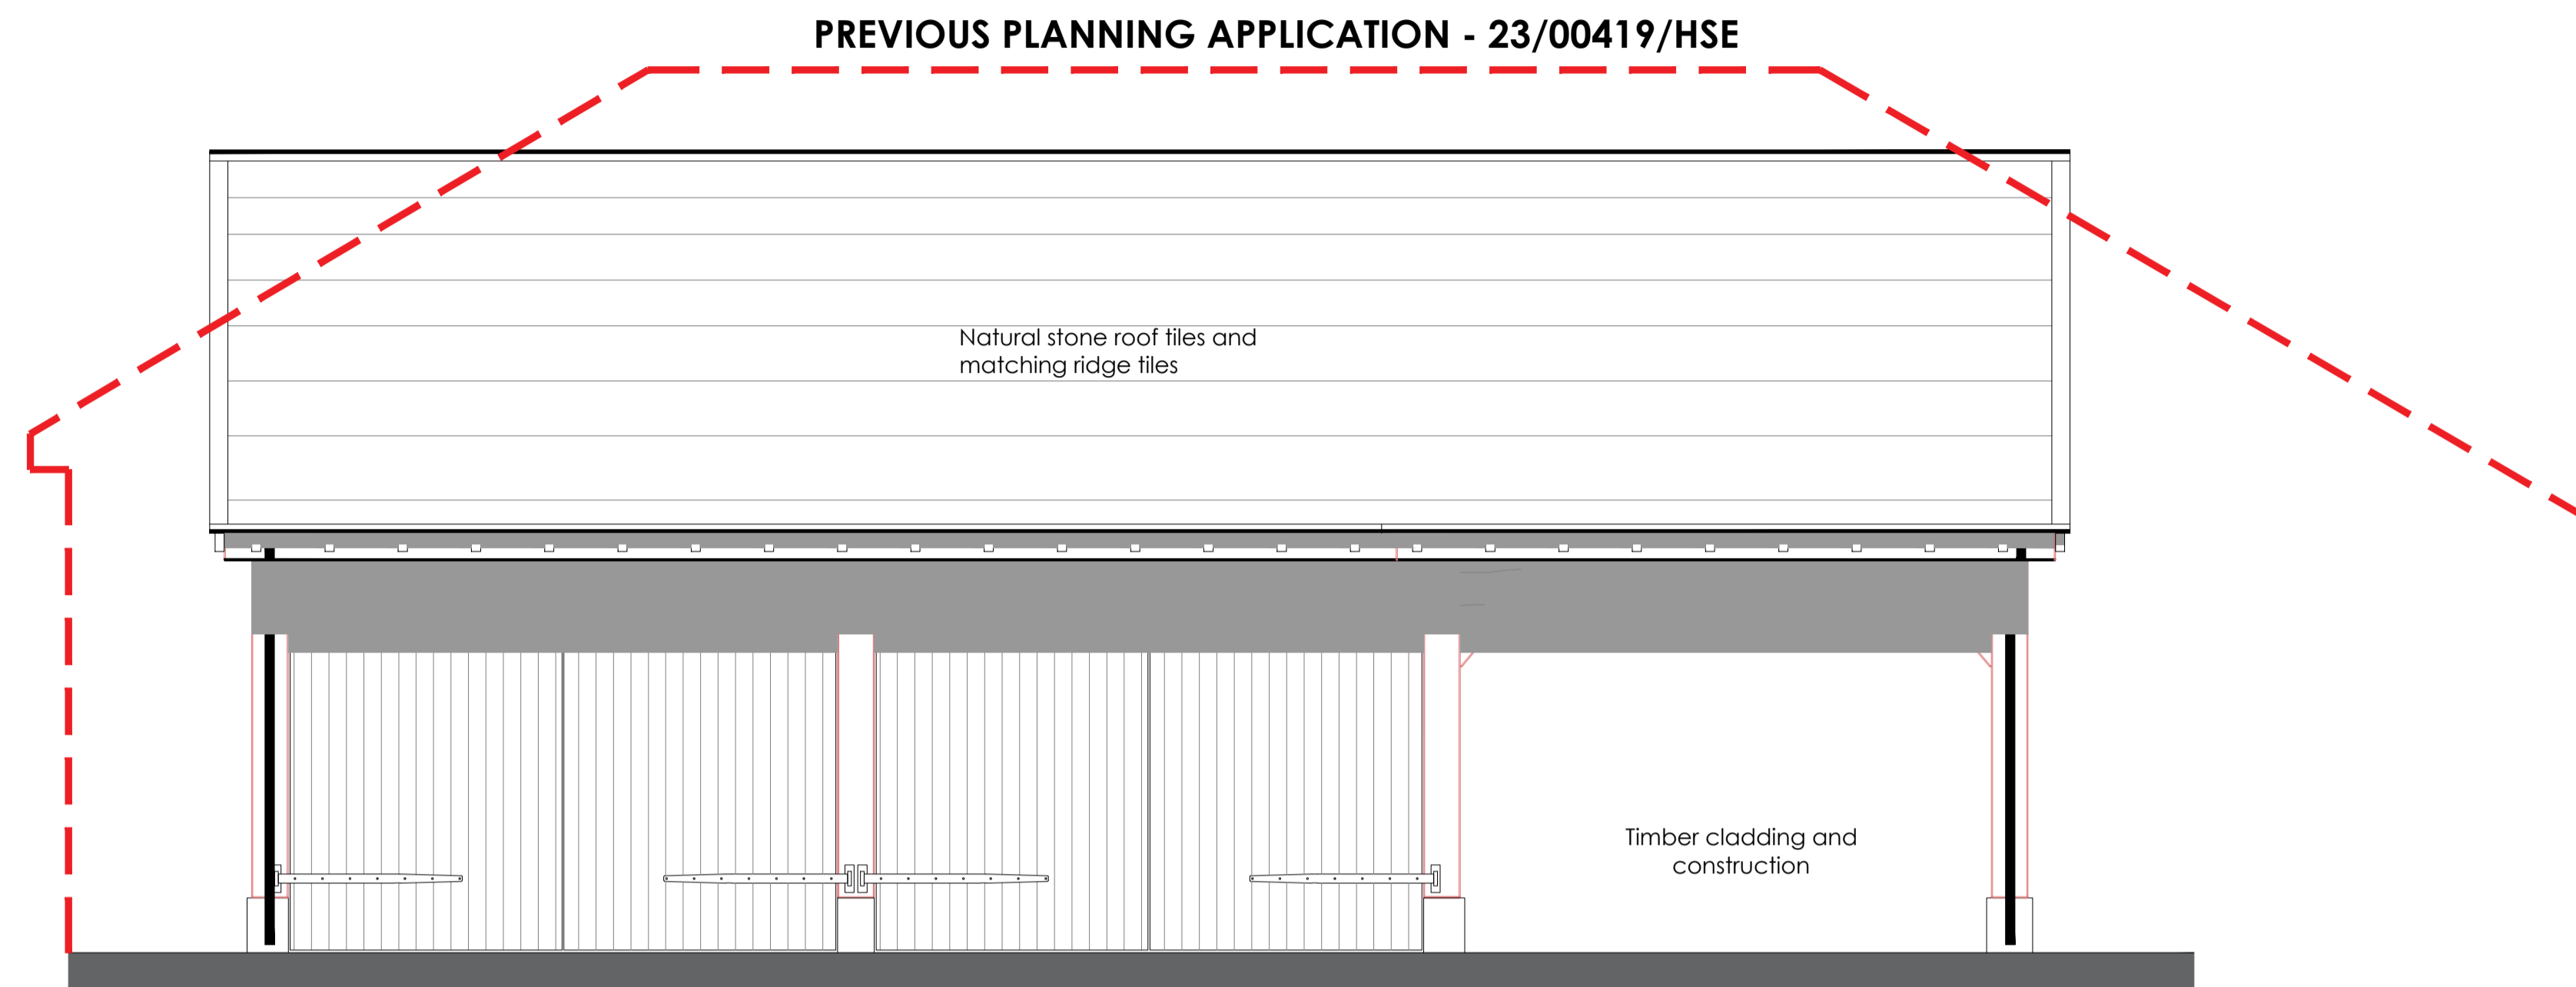 PREVIOUS PLANNING APPLICATION - 23/00419/HSE
Natural stone roof tiles and
matching ridge tiles
Timber cladding and
construction